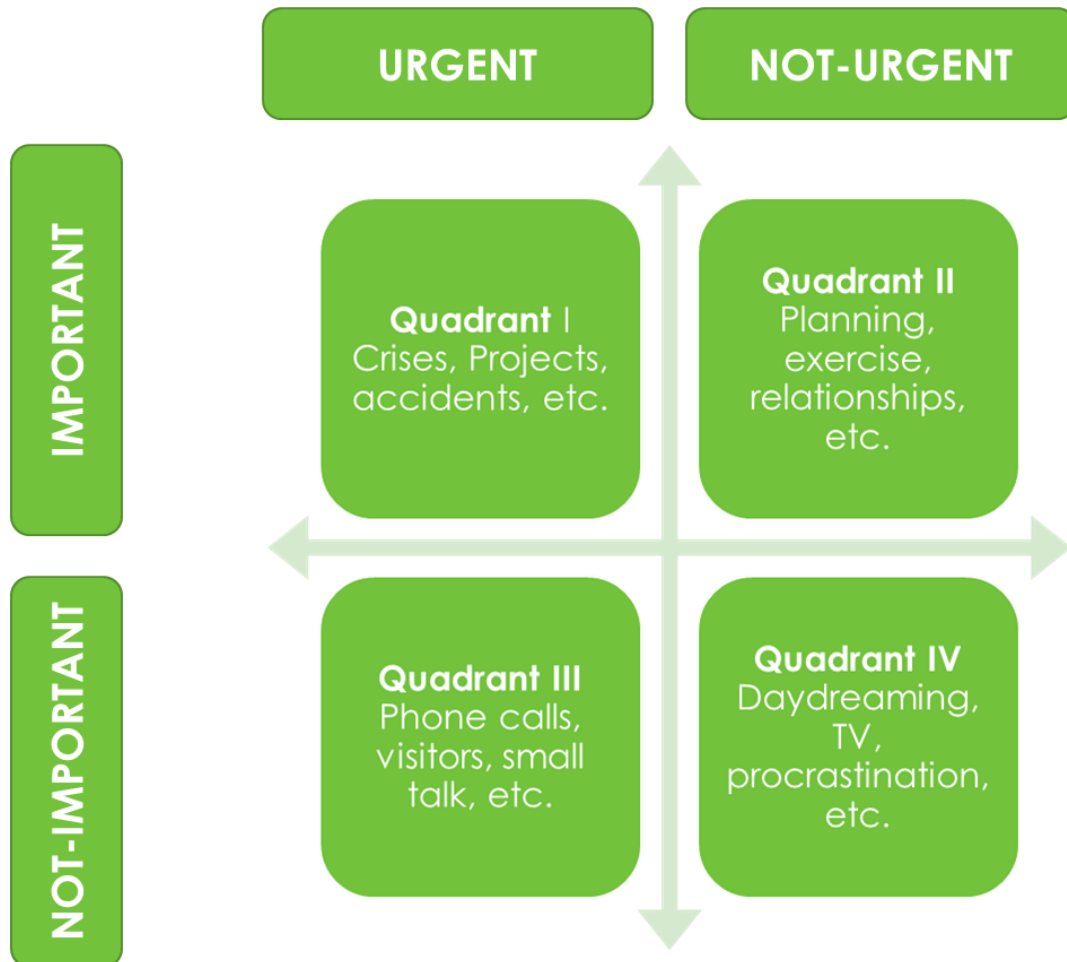 URGENT
NOT-URGENT
IMPORTANT
Quadrant I
Crises, Projects,
accidents, etc.
Quadrant II
Planning,
exercise,
relationships,
etc.
NOT-IMPORTANT
Quadrant III
Phone calls,
visitors, small
talk, etc.
Quadrant IV
Daydreaming,
TV,
procrastination,
etc.